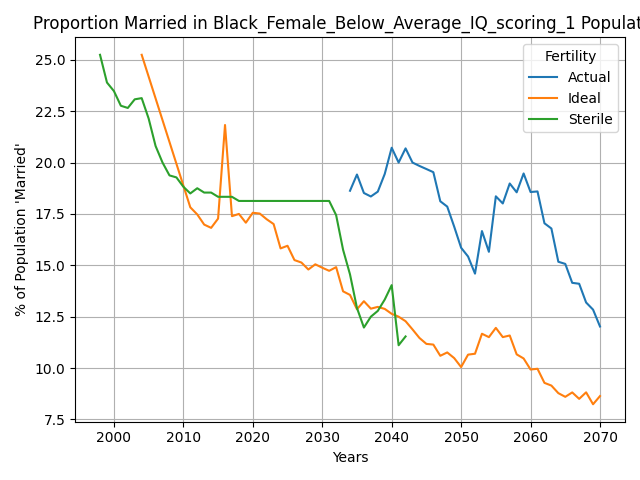 Proportion Married in Black_Female_Below_Average_IQ_scoring_1 Populat
% of Population 'Married'
25.0
22.5
20.0
17.5
15.0
12.5
10.0
7.5
Fertility
Actual
Ideal
Sterile
2000 2010 2020 2030 2040 2050 2060 2070
Years